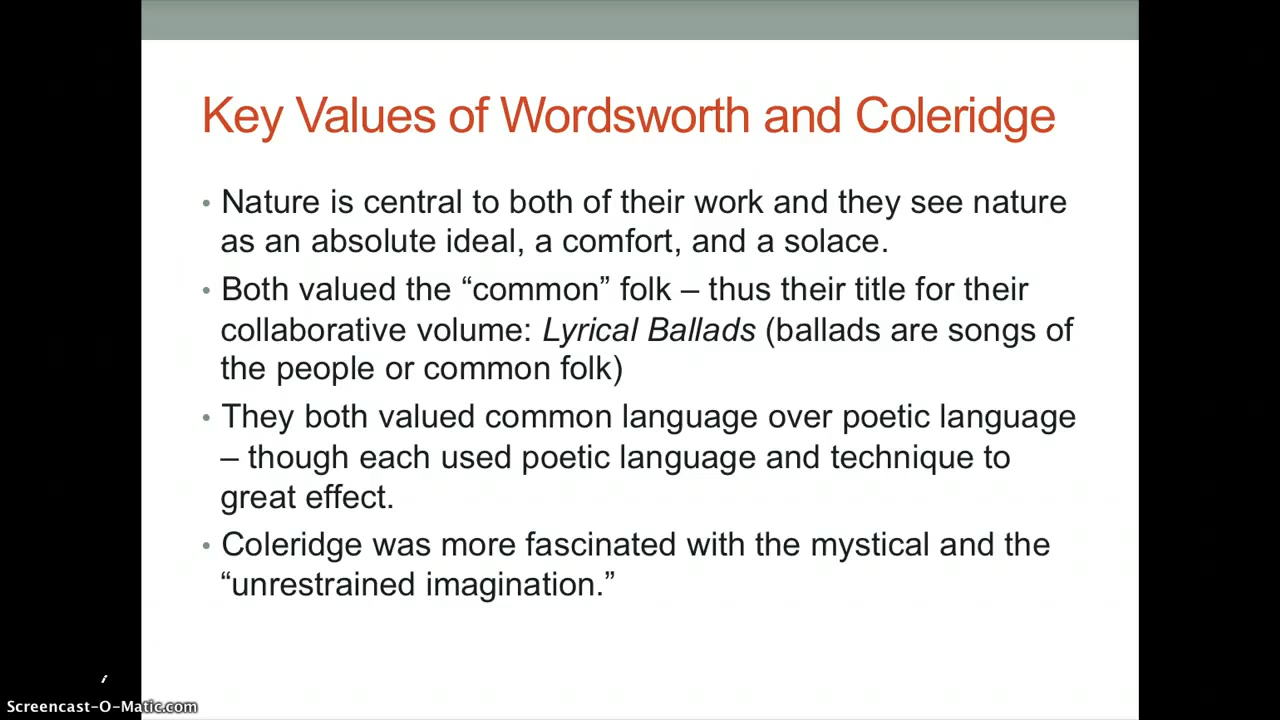 Key Values of Wordsworth and Coleridge
• Nature is central to both of their work and they see nature
as an absolute ideal, a comfort, and a solace.
• Both valued the “common” folk – thus their title for their
collaborative volume: Lyrical Ballads (ballads are songs of
the people or common folk)
• They both valued common language over poetic language
– though each used poetic language and technique to
great effect.
• Coleridge was more fascinated with the mystical and the
“unrestrained imagination.”
Screencast-O-Matic.com